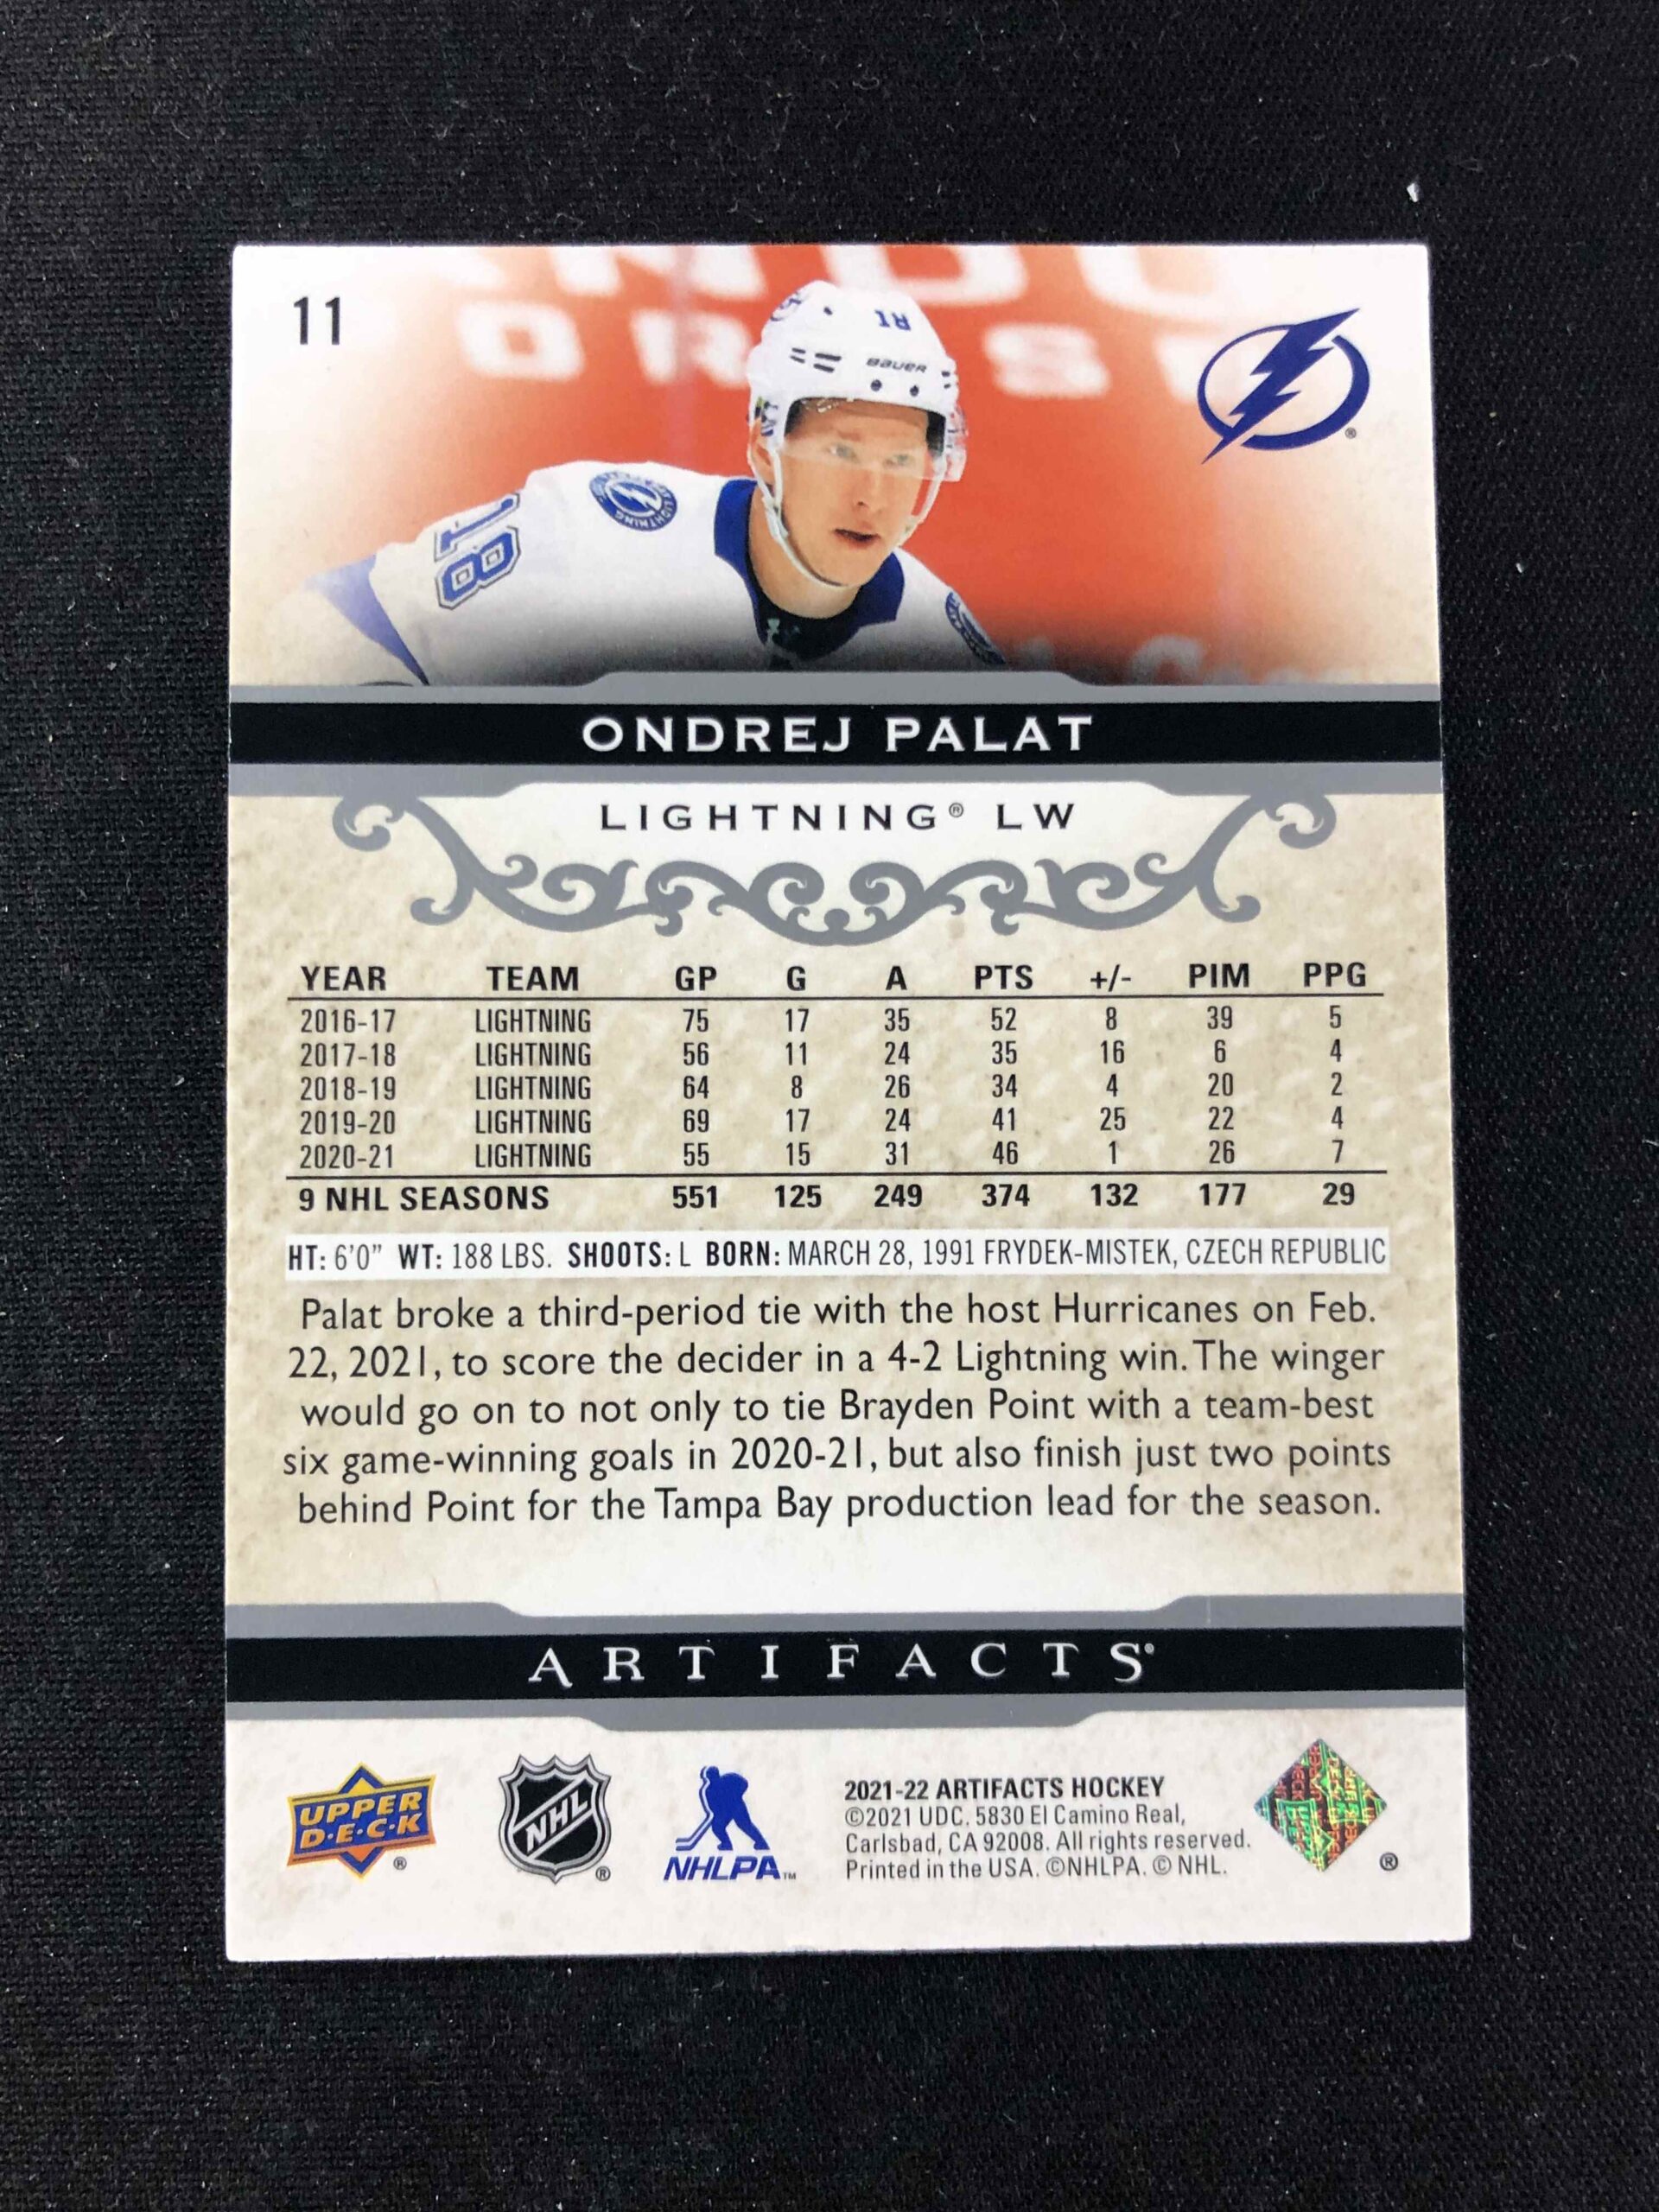 11
BAUER
81
LIGHTNING
ONDREJ PALAT
LIGHTNING® LW
YEAR TEAM GP G A PTS +/- PIM PPG
2016-17 LIGHTNING 75 17 35 52 8 39 5
2017-18 LIGHTNING 56 11 24 35 16 6 4
2018-19 LIGHTNING 64 8 26 34 4 20 2
2019-20 LIGHTNING 69 17 24 41 25 22 4
2020-21 LIGHTNING 55 15 31 46 1 26 7
9 NHL SEASONS 551 125 249 374 132 177 29
HT: 6'0" WT: 188 LBS. SHOOTS: L BORN: MARCH 28, 1991 FRYDEK-MISTEK, CZECH REPUBLIC
Palat broke a third-period tie with the host Hurricanes on Feb.
22, 2021, to score the decider in a 4-2 Lightning win. The winger
would go on to not only to tie Brayden Point with a team-best
six game-winning goals in 2020-21, but also finish just two points
behind Point for the Tampa Bay production lead for the season.
ARTIFACTS®
UPPER
D·E·C·K
®
NHL
®
NHLPA™
2021-22 ARTIFACTS HOCKEY
©2021 UDC. 5830 El Camino Real,
Carlsbad, CA 92008. All rights reserved.
Printed in the USA. ©NHLPA. © NHL.
®